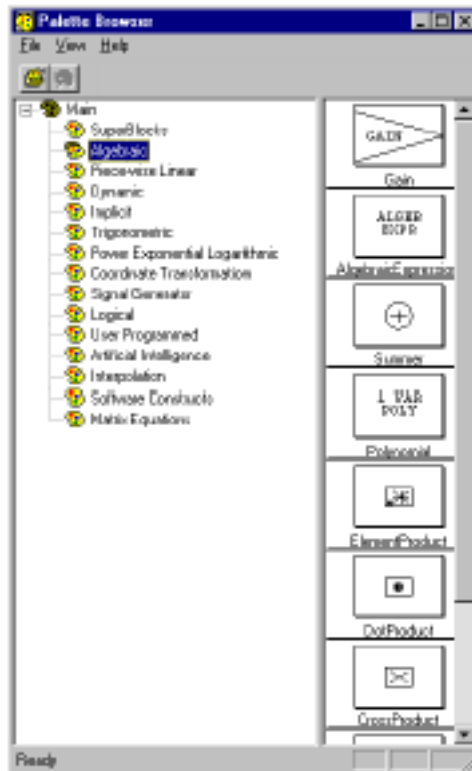 Palette Browser
File View Help
Main
SuperBlocks
Algebraic
Piece-wise Linear
Dynamic
Implicit
Trigonometric
Power Exponential Logarithmic
Coordinate Transformation
Signal Generator
Logical
User Programmed
Artificial Intelligence
Interpolation
Software Constructs
Matrix Equations
GAIN
Gain
ALGEB
EXPR
AlgebraicExpression
Summer
1 VAR
POLY
Polynomial
ElementProduct
DotProduct
CrossProduct
Ready